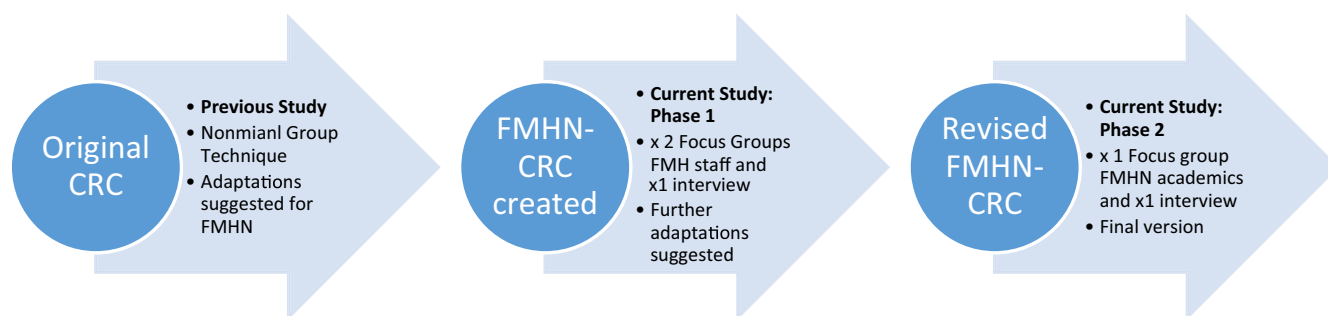 Original
CRC
• Previous Study
• Nonmianl Group
Technique
• Adaptations
suggested for
FMHN
FMHN-
CRC
created
• Current Study:
Phase 1
• x 2 Focus Groups
FMH staff and
x1 interview
• Further
adaptations
suggested
Revised
FMHN-
CRC
• Current Study:
Phase 2
• x 1 Focus group
FMHN academics
and x1 interview
• Final version